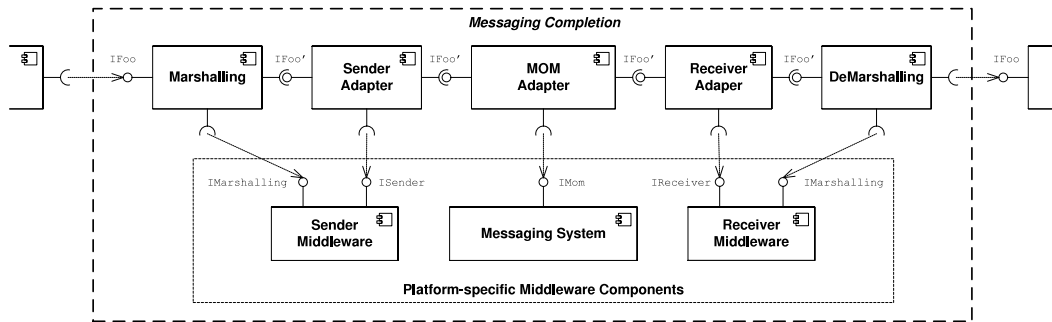 Messaging Completion
IFoo
Marshalling
IFoo'
Sender
Adapter
IFoo'
MOM
Adapter
IFoo'
Receiver
Adaper
IFoo'
DeMarshalling
IFoo
IMarshalling
ISender
IMom
IReceiver
IMarshalling
Sender
Middleware
Messaging System
Receiver
Middleware
Platform-specific Middleware Components